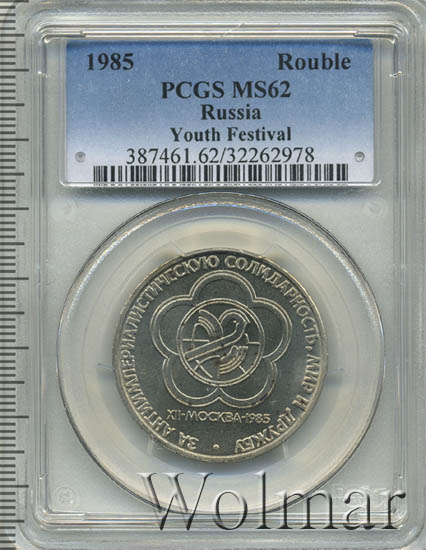 1985 Rouble
PCGS MS62
Russia
Youth Festival
387461.62/32262978
ЗА АНТИИМПЕРИАЛИСТИЧЕСКУЮ СОЛИДАРНОСТЬ, МИР И ДРУЖБУ
XII·МОСКВА·1985
Wolmar